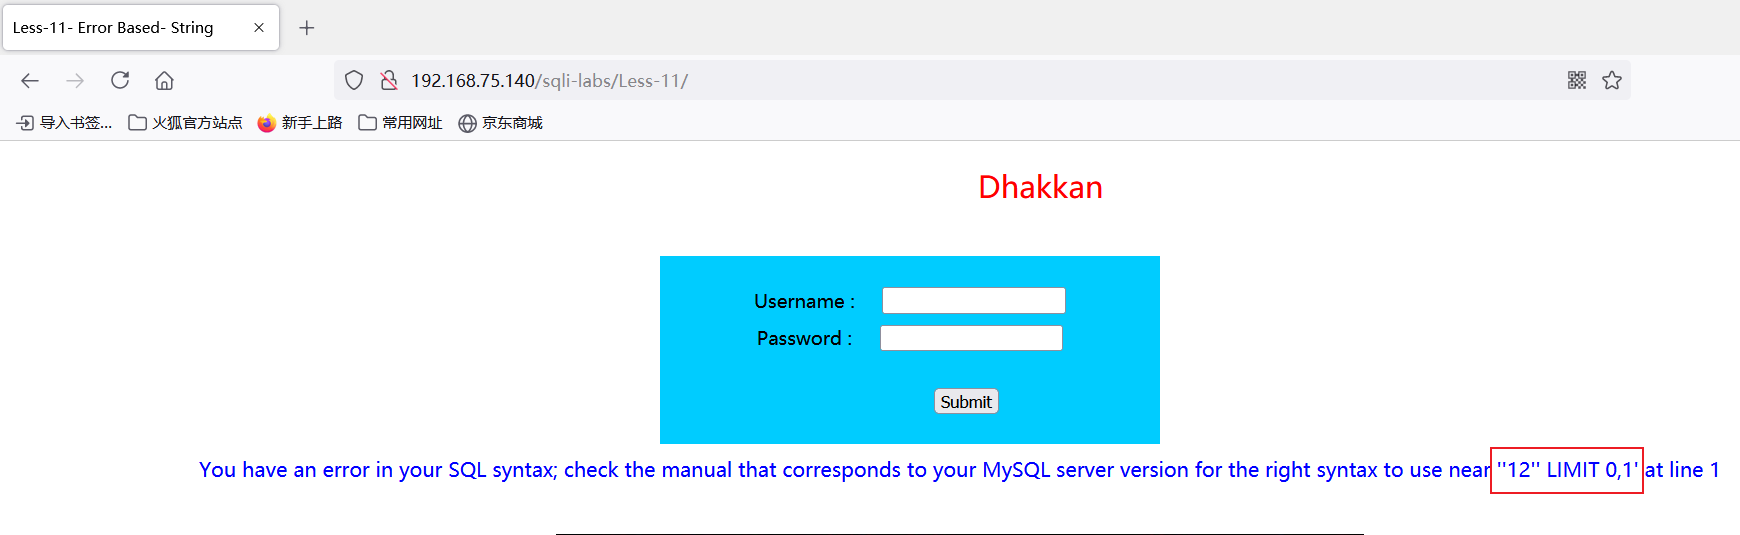 Less-11- Error Based- String
192.168.75.140/sqli-labs/Less-11/
导入书签... 火狐官方站点 新手上路 常用网址 京东商城
Dhakkan
Username :
Password :
Submit
You have an error in your SQL syntax; check the manual that corresponds to your MySQL server version for the right syntax to use near ''12'' LIMIT 0,1' at line 1